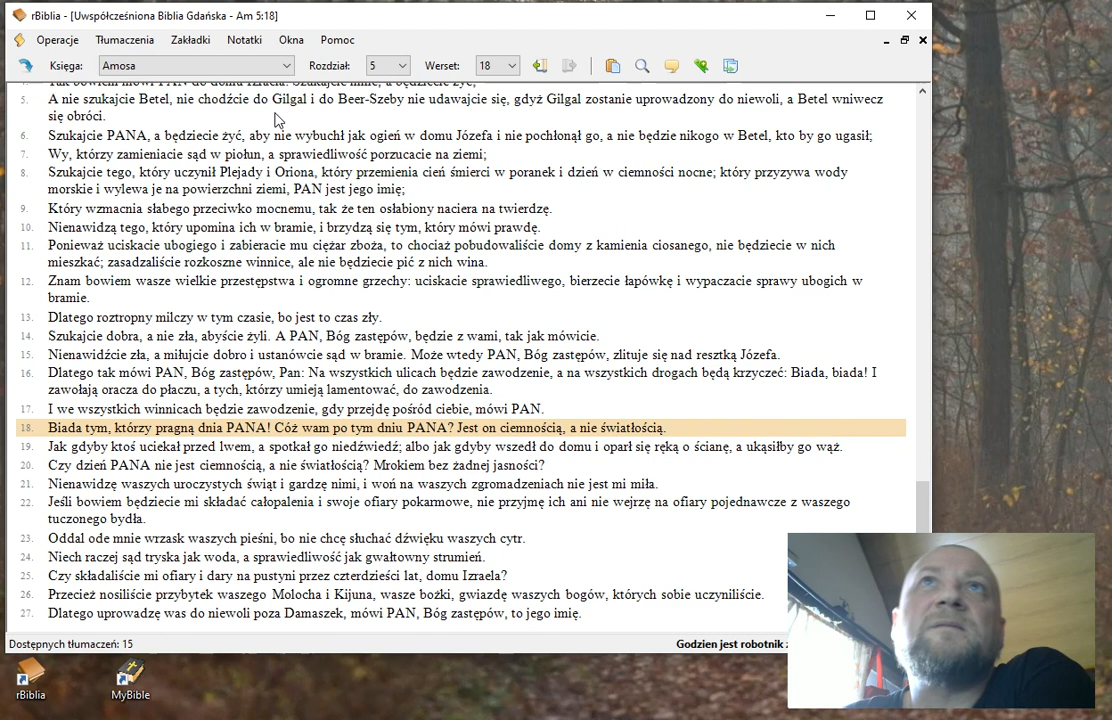 rBiblia - [Uwspółcześniona Biblia Gdańska - Am 5:18]
Operacje Tłumaczenia Zakładki Notatki Okna Pomoc
Księga: Amosa Rozdział: 5 Werset: 18
4. Tak bowiem mówi PAN do domu Izraela: Szukajcie mnie, a będziecie żyć;
5. A nie szukajcie Betel, nie chodźcie do Gilgal i do Beer-Szeby nie udawajcie się, gdyż Gilgal zostanie uprowadzony do niewoli, a Betel wniwecz
się obróci.
6. Szukajcie PANA, a będziecie żyć, aby nie wybuchł jak ogień w domu Józefa i nie pochłonął go, a nie będzie nikogo w Betel, kto by go ugasił;
7. Wy, którzy zamieniacie sąd w piołun, a sprawiedliwość porzucacie na ziemi;
8. Szukajcie tego, który uczynił Plejady i Oriona, który przemienia cień śmierci w poranek i dzień w ciemności nocne; który przyzywa wody
morskie i wylewa je na powierzchni ziemi, PAN jest jego imię;
9. Który wzmacnia słabego przeciwko mocnemu, tak że ten osłabiony naciera na twierdzę.
10. Nienawidzą tego, który upomina ich w bramie, i brzydzą się tym, który mówi prawdę.
11. Ponieważ uciskacie ubogiego i zabieracie mu ciężar zboża, to chociaż pobudowaliście domy z kamienia ciosanego, nie będziecie w nich
mieszkać; zasadzaliście rozkoszne winnice, ale nie będziecie pić z nich wina.
12. Znam bowiem wasze wielkie przestępstwa i ogromne grzechy: uciskacie sprawiedliwego, bierzecie łapówkę i wypaczacie sprawy ubogich w
bramie.
13. Dlatego roztropny milczy w tym czasie, bo jest to czas zły.
14. Szukajcie dobra, a nie zła, abyście żyli. A PAN, Bóg zastępów, będzie z wami, tak jak mówicie.
15. Nienawidźcie zła, a miłujcie dobro i ustanówcie sąd w bramie. Może wtedy PAN, Bóg zastępów, zlituje się nad resztką Józefa.
16. Dlatego tak mówi PAN, Bóg zastępów, Pan: Na wszystkich ulicach będzie zawodzenie, a na wszystkich drogach będą krzyczeć: Biada, biada! I
zawołają oracza do płaczu, a tych, którzy umieją lamentować, do zawodzenia.
17. I we wszystkich winnicach będzie zawodzenie, gdy przejdę pośród ciebie, mówi PAN.
18. Biada tym, którzy pragną dnia PANA! Cóż wam po tym dniu PANA? Jest on ciemnością, a nie światłością.
19. Jak gdyby ktoś uciekał przed lwem, a spotkał go niedźwiedź; albo jak gdyby wszedł do domu i oparł się ręką o ścianę, a ukąsiłby go wąż.
20. Czy dzień PANA nie jest ciemnością, a nie światłością? Mrokiem bez żadnej jasności?
21. Nienawidzę waszych uroczystych świąt i gardzę nimi, i woń na waszych zgromadzeniach nie jest mi miła.
22. Jeśli bowiem będziecie mi składać całopalenia i swoje ofiary pokarmowe, nie przyjmę ich ani nie wejrzę na ofiary pojednawcze z waszego
tuczonego bydła.
23. Oddal ode mnie wrzask waszych pieśni, bo nie chcę słuchać dźwięku waszych cytr.
24. Niech raczej sąd tryska jak woda, a sprawiedliwość jak gwałtowny strumień.
25. Czy składaliście mi ofiary i dary na pustyni przez czterdzieści lat, domu Izraela?
26. Przecież nosiliście przybytek waszego Molocha i Kijuna, wasze bożki, gwiazdę waszych bogów, których sobie uczyniliście.
27. Dlatego uprowadzę was do niewoli poza Damaszek, mówi PAN, Bóg zastępów, to jego imię.
Dostępnych tłumaczeń: 15 Godzien jest robotnik
rBiblia MyBible